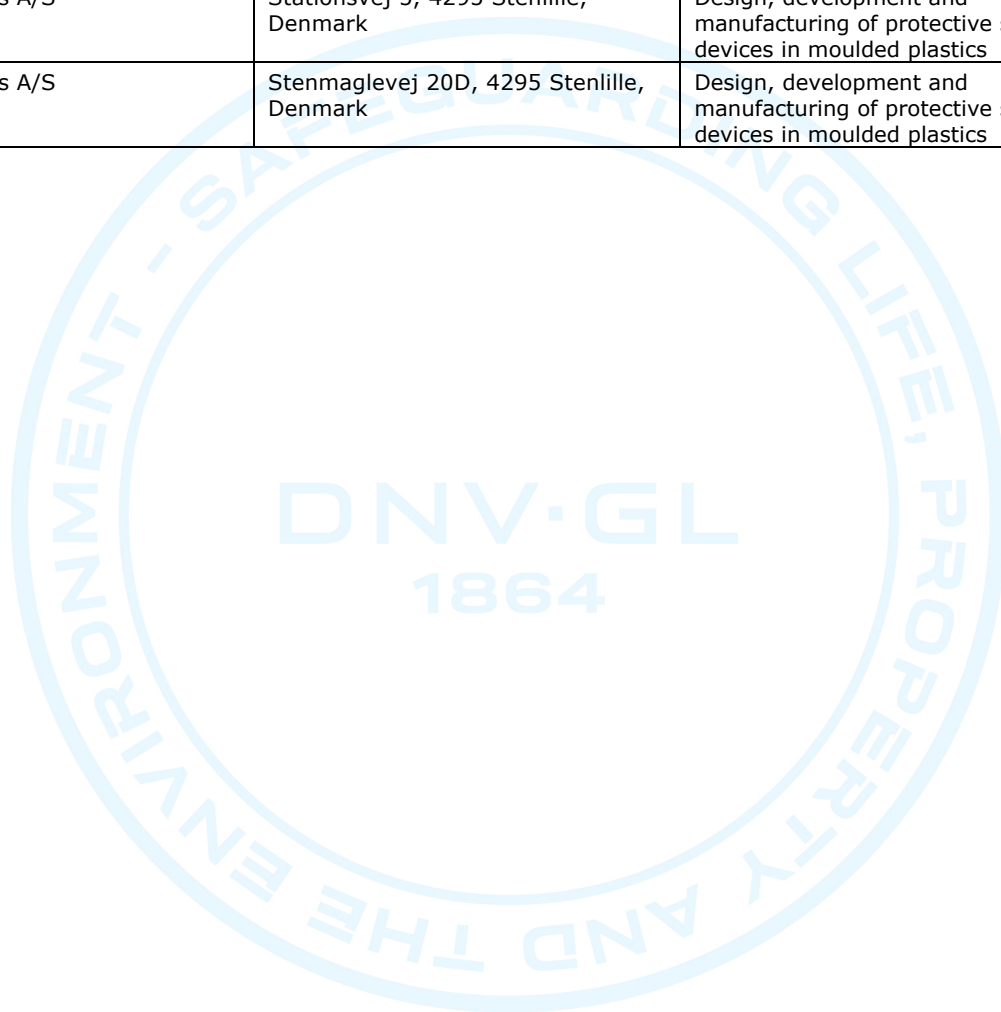 s A/S
Stationsvej , 4295 Stenlille,
Denmark
Design, development and
manufacturing of protective
devices in moulded plastics
s A/S
Stenmaglevej 20D, 4295 Stenlille,
Denmark
Design, development and
manufacturing of protective
devices in moulded plastics
SAFEGUARDING LIFE, PROPERTY AND THE ENVIRONMENT -
DNV·GL
1864